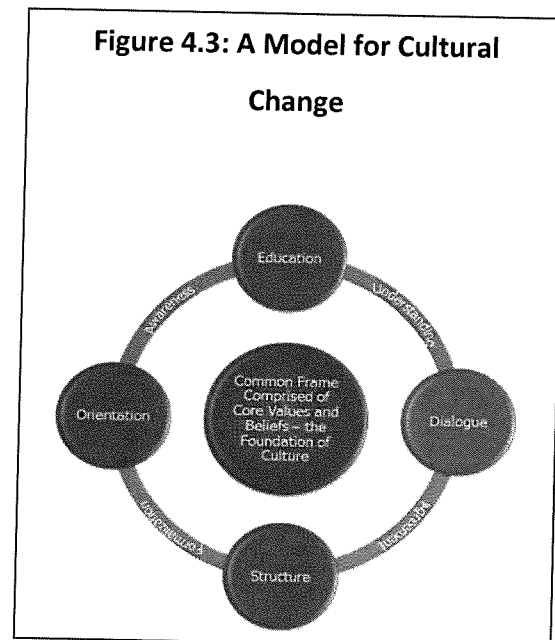 Figure 4.3: A Model for Cultural
Change
Education
Awareness
Understanding
Common Frame
Comprised of
Core Values and
Beliefs – the
Foundation of
Culture
Orientation
Dialogue
Formalisation
Structure